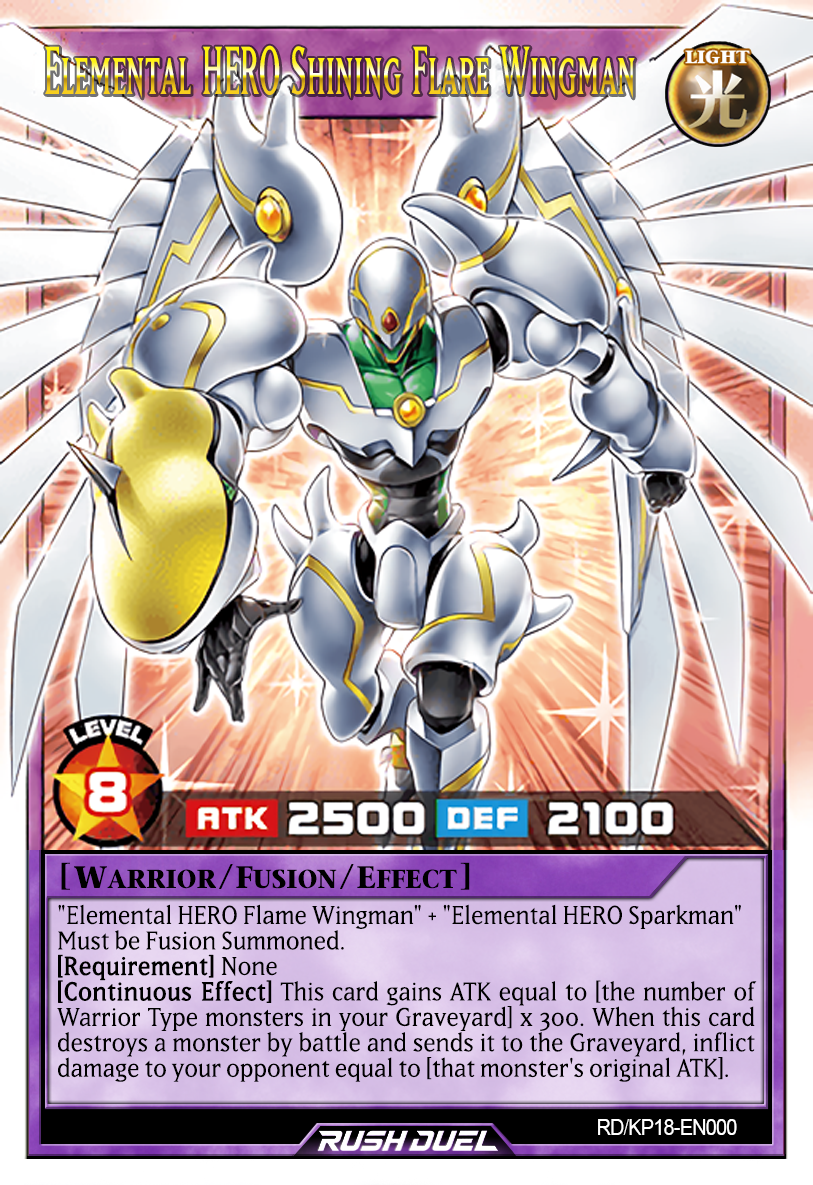 Elemental HERO Shining Flare Wingman
LIGHT
光
LEVEL
8
ATK 2500 DEF 2100
[Warrior/Fusion/Effect]
"Elemental HERO Flame Wingman" + "Elemental HERO Sparkman"
Must be Fusion Summoned.
[Requirement] None
[Continuous Effect] This card gains ATK equal to [the number of
Warrior Type monsters in your Graveyard] x 300. When this card
destroys a monster by battle and sends it to the Graveyard, inflict
damage to your opponent equal to [that monster's original ATK].
RD/KP18-EN000
RUSH DUEL